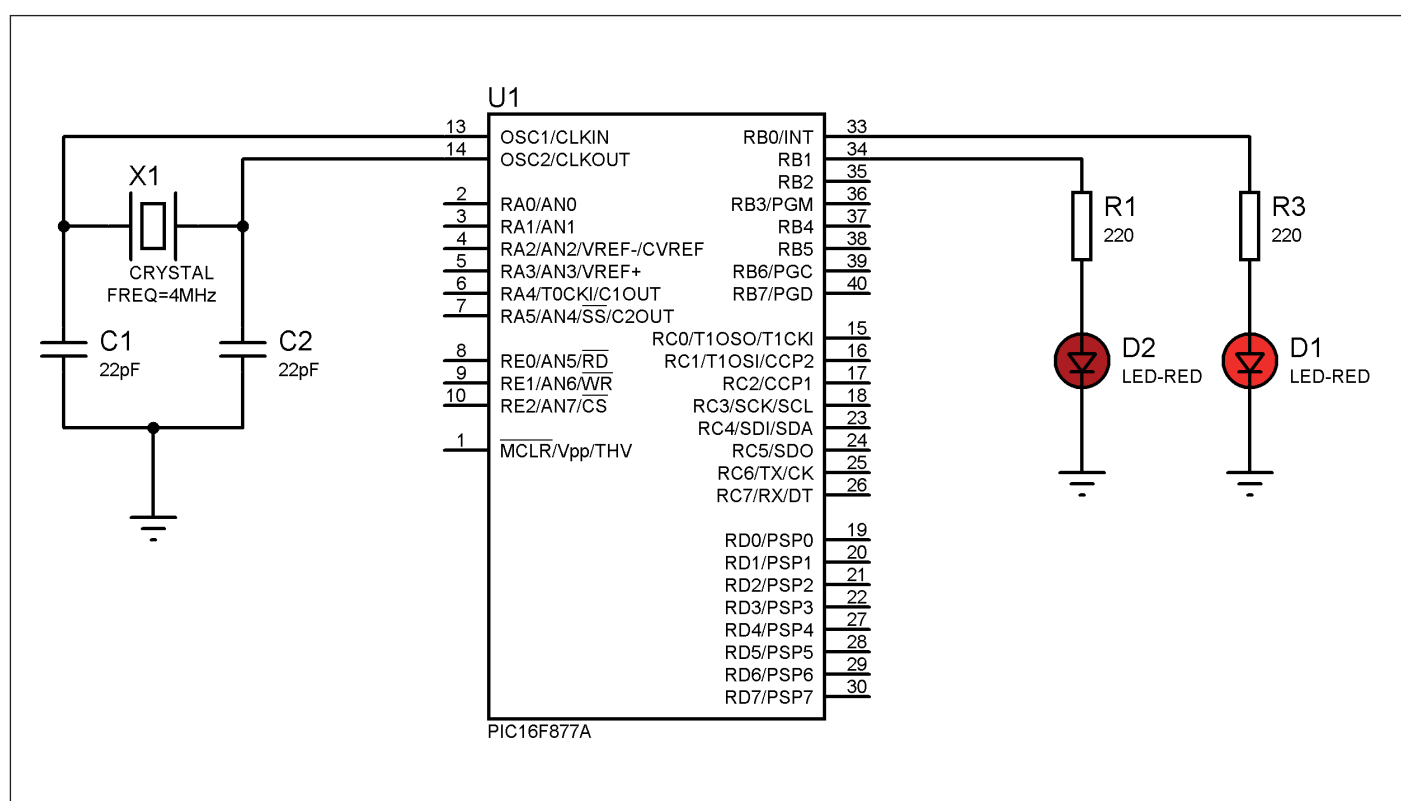 U1
13 OSC1/CLKIN
14 OSC2/CLKOUT
2 RA0/AN0
3 RA1/AN1
4 RA2/AN2/VREF-/CVREF
5 RA3/AN3/VREF+
6 RA4/T0CKI/C1OUT
7 RA5/AN4/SS/C2OUT
8 RE0/AN5/RD
9 RE1/AN6/WR
10 RE2/AN7/CS
1 MCLR/Vpp/THV
RB0/INT 33
RB1 34
RB2 35
RB3/PGM 36
RB4 37
RB5 38
RB6/PGC 39
RB7/PGD 40
RC0/T1OSO/T1CKI 15
RC1/T1OSI/CCP2 16
RC2/CCP1 17
RC3/SCK/SCL 18
RC4/SDI/SDA 23
RC5/SDO 24
RC6/TX/CK 25
RC7/RX/DT 26
RD0/PSP0 19
RD1/PSP1 20
RD2/PSP2 21
RD3/PSP3 22
RD4/PSP4 27
RD5/PSP5 28
RD6/PSP6 29
RD7/PSP7 30
PIC16F877A
X1
CRYSTAL
FREQ=4MHz
C1
22pF
C2
22pF
R1
220
R3
220
D2
LED-RED
D1
LED-RED